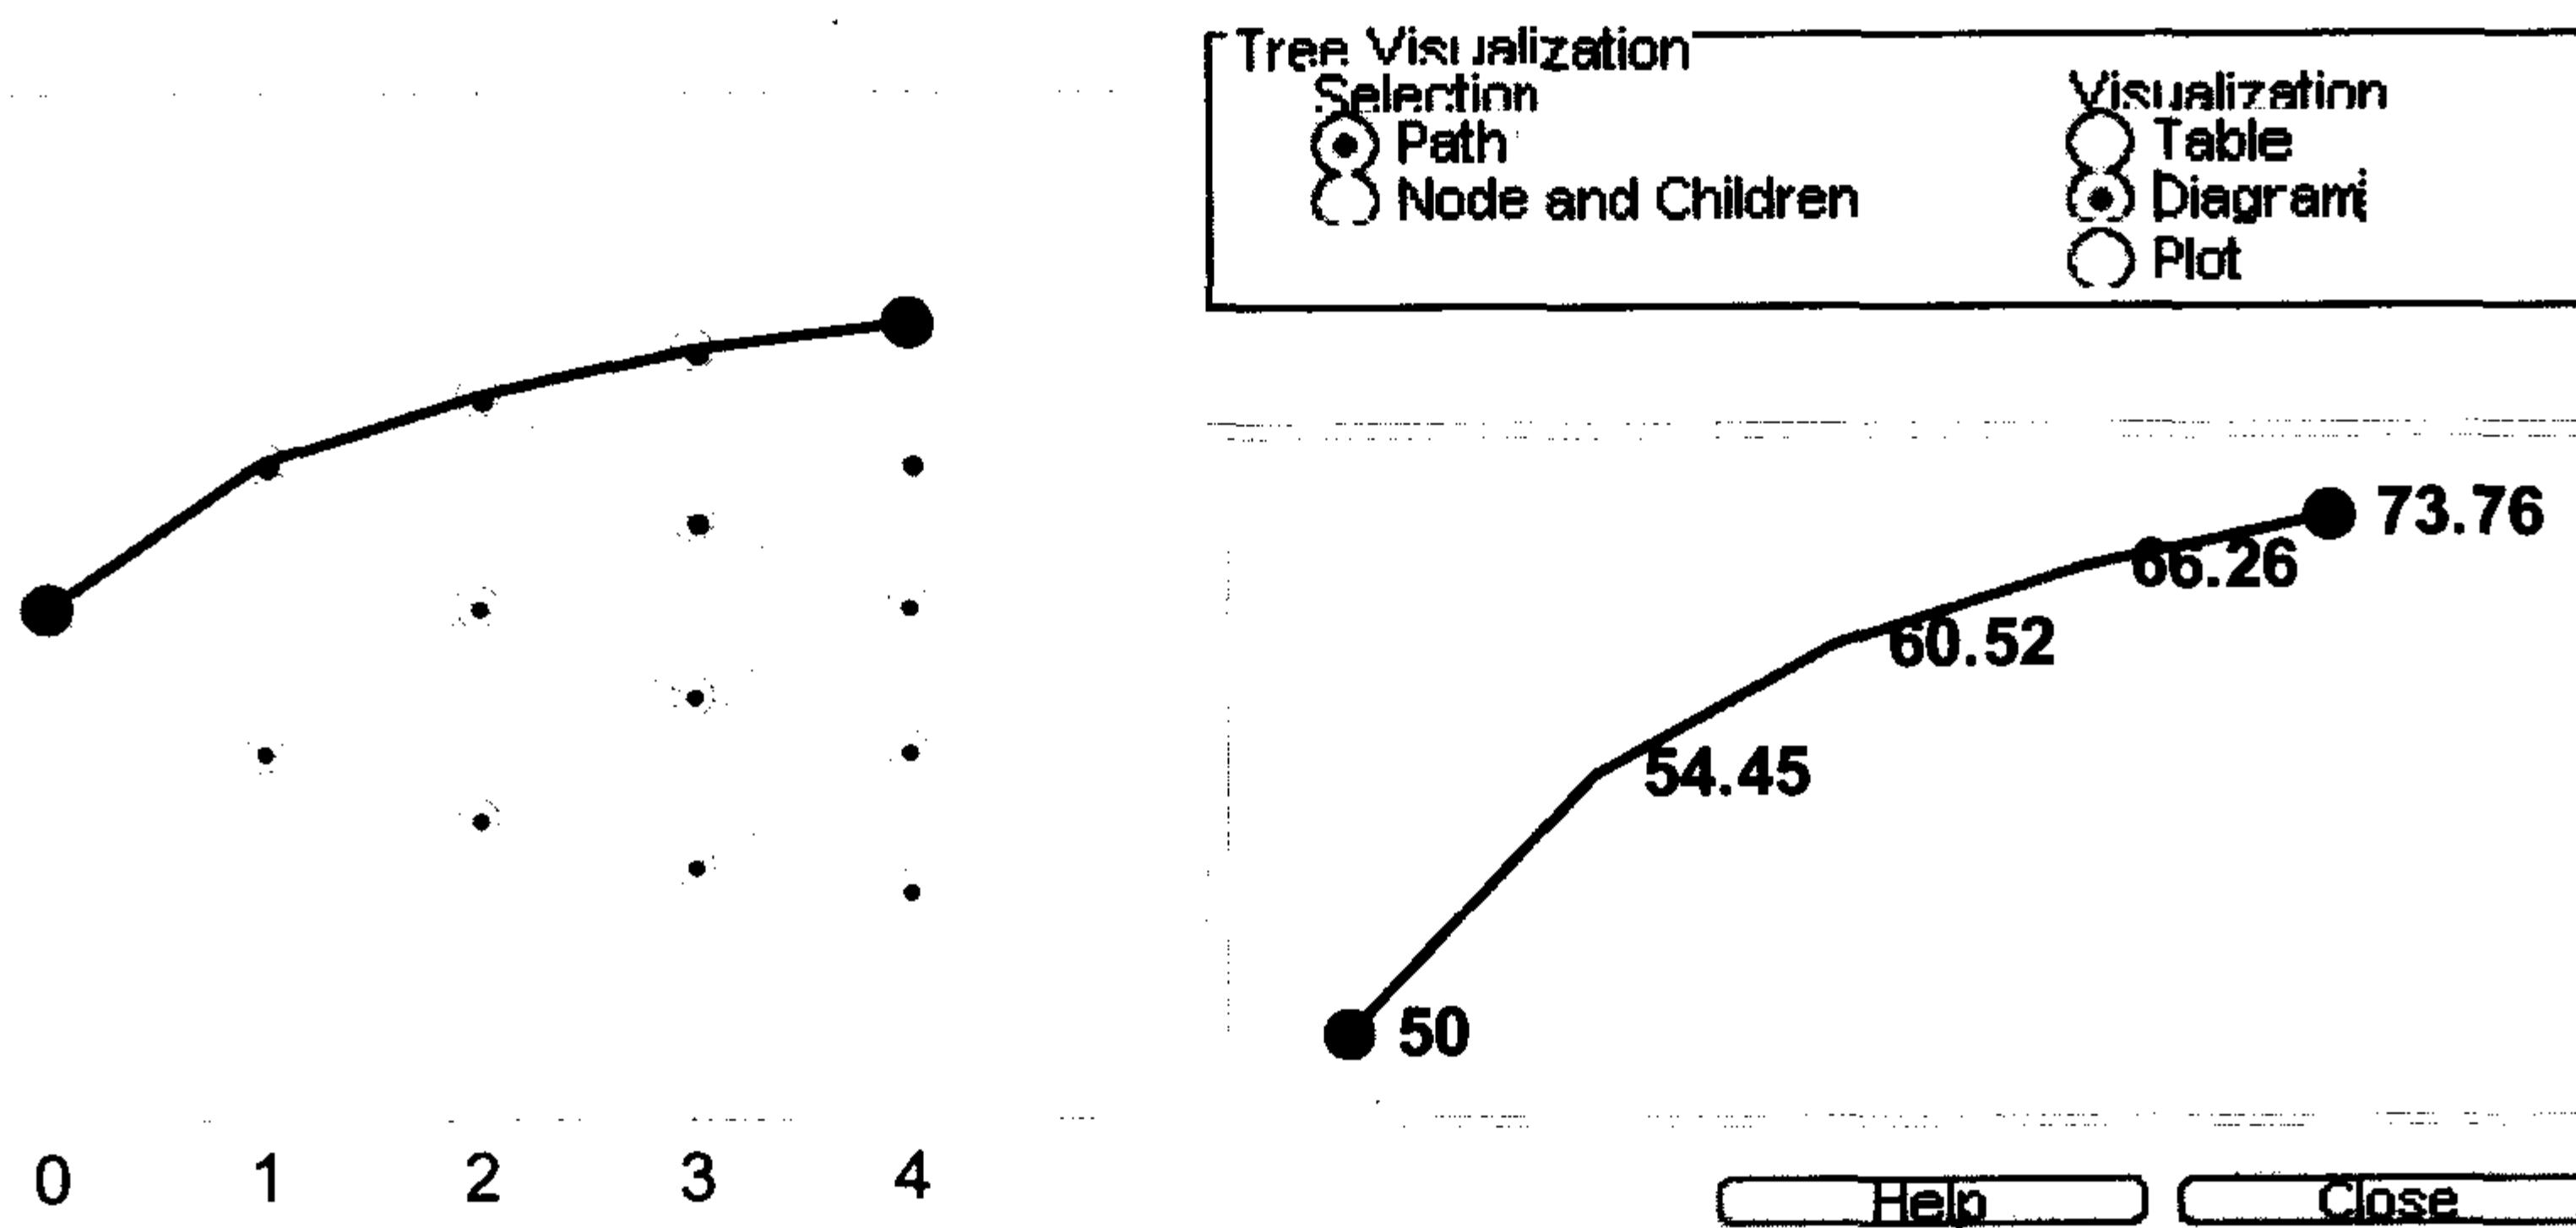 Tree Visualization
Selection
Visualization
Path
Table
Node and Children
Diagram
Plot
73.76
66.26
60.52
54.45
50
0 1 2 3 4
Help
Close